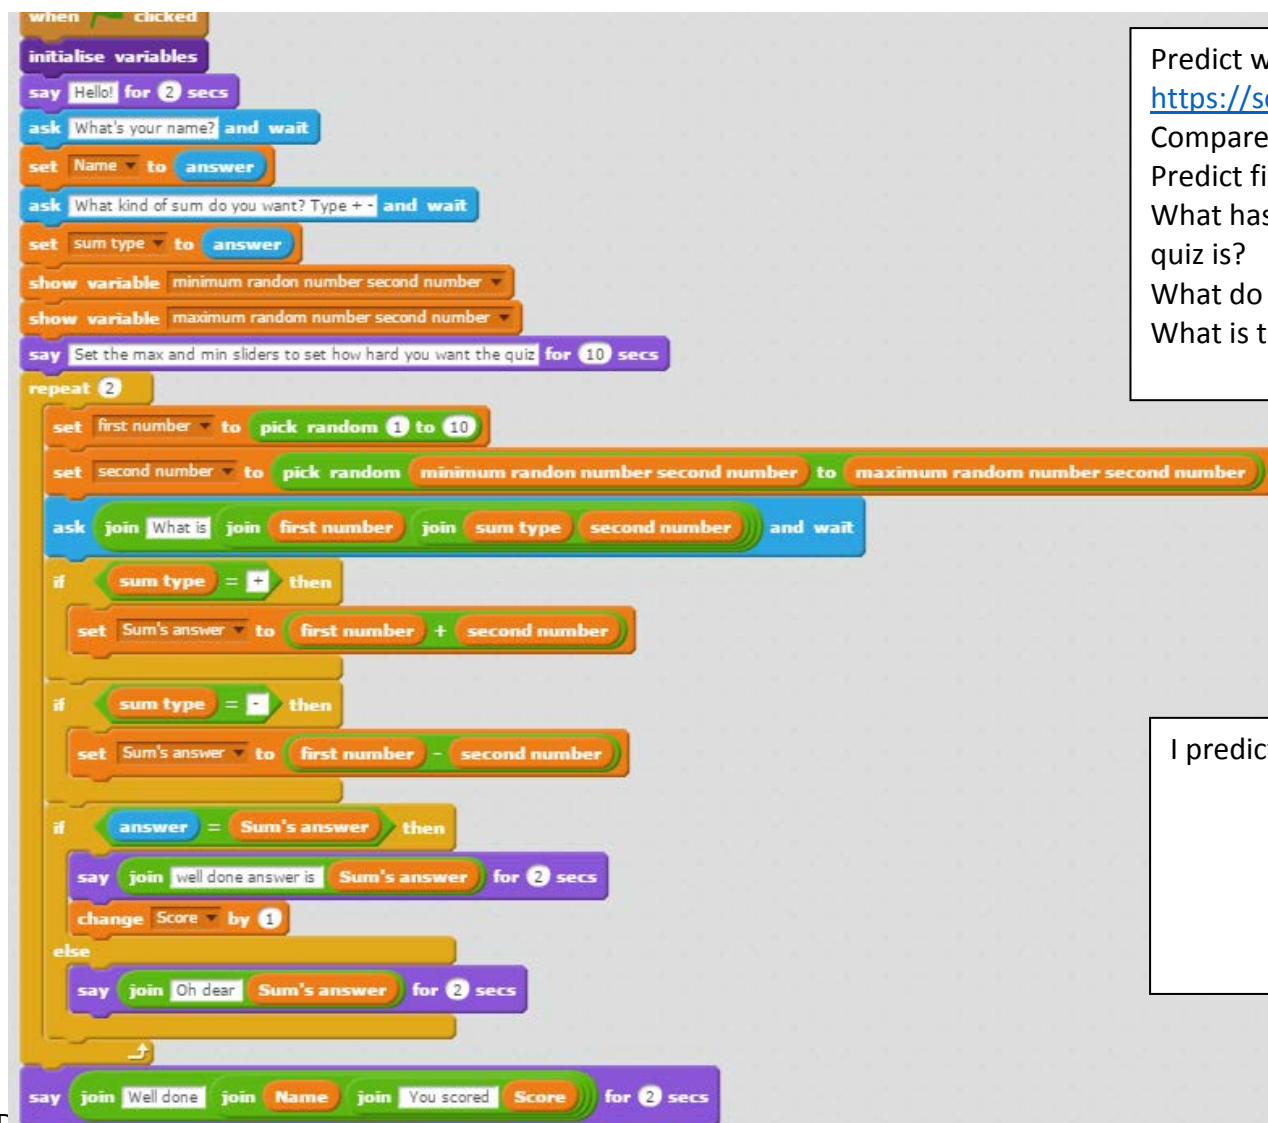 when clicked
initialise variables
say Hello! for 2 secs
ask What's your name? and wait
set Name to answer
ask What kind of sum do you want? Type + - and wait
set sum type to answer
show variable minimum randon number second number
show variable maximum random number second number
say Set the max and min sliders to set how hard you want the quiz for 10 secs
repeat 2
set first number to pick random 1 to 10
set second number to pick random minimum randon number second number to maximum random number second number
ask join What is join first number join sum type second number and wait
if sum type = + then
set Sum's answer to first number + second number
if sum type = - then
set Sum's answer to first number - second number
if answer = Sum's answer then
say join well done answer is Sum's answer for 2 secs
change Score by 1
else
say join Oh dear Sum's answer for 2 secs
say join Well done join Name join You scored Score for 2 secs
Predict w
https://s
Compare
Predict fi
What has
quiz is?
What do
What is t
I predic